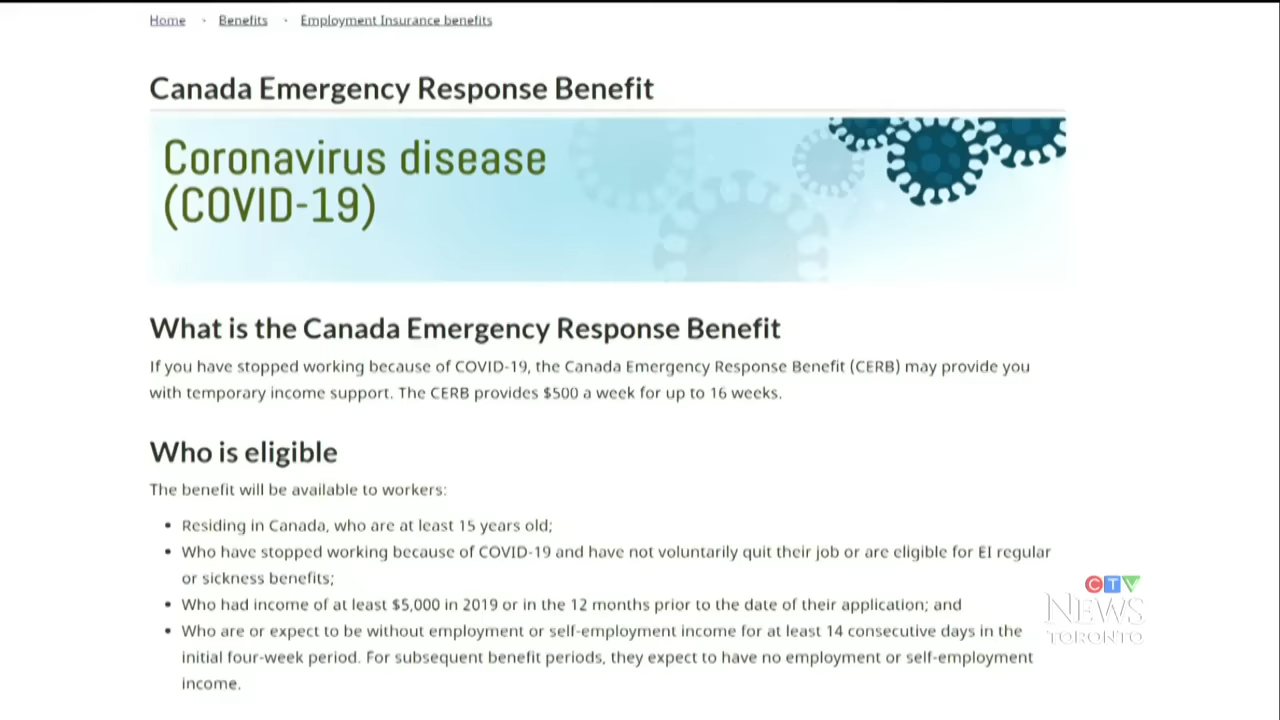 Home · Benefits · Employment Insurance benefits
Canada Emergency Response Benefit
Coronavirus disease
(COVID-19)
What is the Canada Emergency Response Benefit
If you have stopped working because of COVID-19, the Canada Emergency Response Benefit (CERB) may provide you
with temporary income support. The CERB provides $500 a week for up to 16 weeks.
Who is eligible
The benefit will be available to workers:
• Residing in Canada, who are at least 15 years old;
• Who have stopped working because of COVID-19 and have not voluntarily quit their job or are eligible for EI regular
or sickness benefits;
• Who had income of at least $5,000 in 2019 or in the 12 months prior to the date of their application; and
• Who are or expect to be without employment or self-employment income for at least 14 consecutive days in the
initial four-week period. For subsequent benefit periods, they expect to have no employment or self-employment
income.
CTV
NEWS
TORONTO